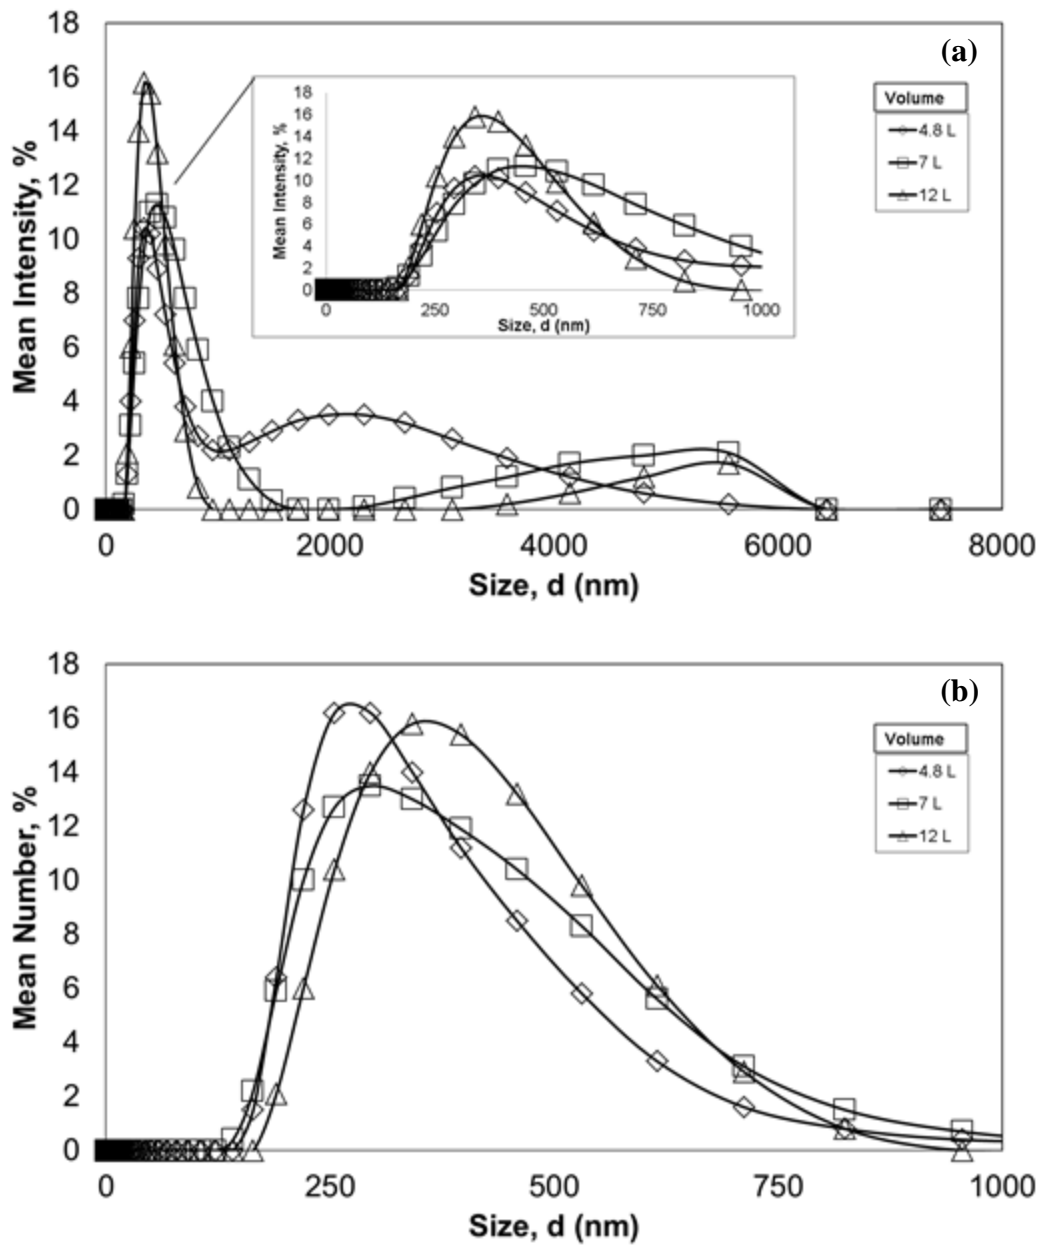 18
(a)
16
14
12
10
8
6
4
2
0
Mean Intensity, %
0 2000 4000 6000 8000
Size, d (nm)
Volume
4.8 L
7 L
12 L
18
16
14
12
10
8
6
4
2
0
Mean Intensity, %
0 250 500 750 1000
Size, d (nm)
18
(b)
16
14
12
10
8
6
4
2
0
Mean Number, %
0 250 500 750 1000
Size, d (nm)
Volume
4.8 L
7 L
12 L